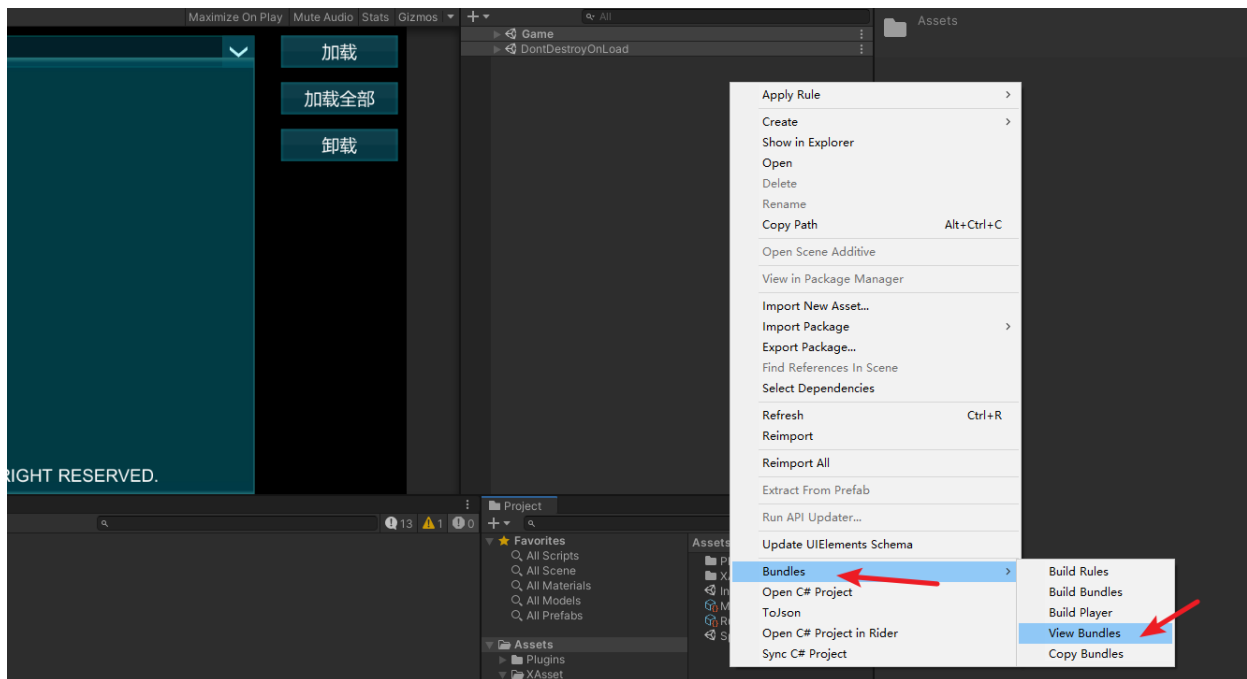 Maximize On Play Mute Audio Stats Gizmos
All
Game
DontDestroyOnLoad
Assets
加载
加载全部
卸载
RIGHT RESERVED.
Apply Rule
Create
Show in Explorer
Open
Delete
Rename
Copy Path Alt+Ctrl+C
Open Scene Additive
View in Package Manager
Import New Asset...
Import Package
Export Package...
Find References In Scene
Select Dependencies
Refresh Ctrl+R
Reimport
Reimport All
Extract From Prefab
Run API Updater...
Update UIElements Schema
Bundles
Open C# Project
ToJson
Open C# Project in Rider
Sync C# Project
Build Rules
Build Bundles
Build Player
View Bundles
Copy Bundles
13 1 0
Project
Favorites
All Scripts
All Scene
All Materials
All Models
All Prefabs
Assets
Plugins
XAsset
Assets